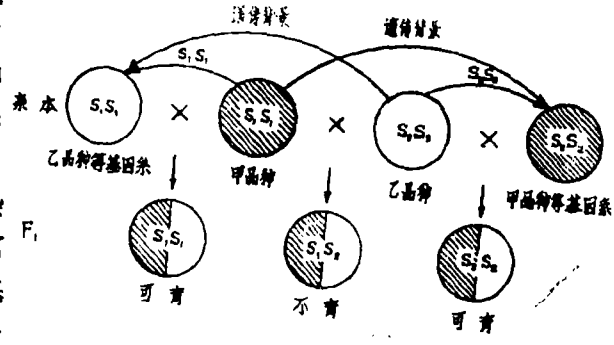 遗传背景 遗传背景
S₁S₁ S₂S₂
亲本 S₁S₁ × S₁S₁ × S₂S₂ × S₂S₂
乙品种等基因系 甲品种 乙品种 甲品种等基因系
F₁ S₁S₁ S₁S₂ S₂S₂
可育 不育 可育